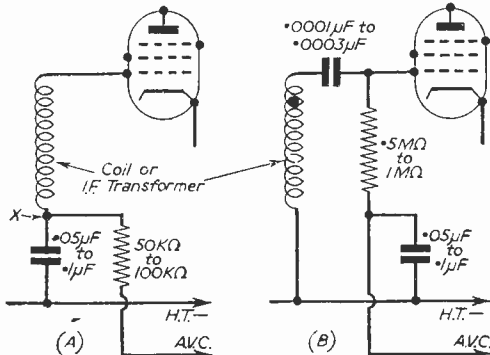 ·0001μF to
·0003μF
Coil or
I.F. Transformer
X
·05μF
to
·1μF
50KΩ
to
100KΩ
H.T.—
(A)
A.V.C.
·5MΩ
to
1MΩ
·05μF
to
·1μF
H.T.—
(B)
A.V.C.